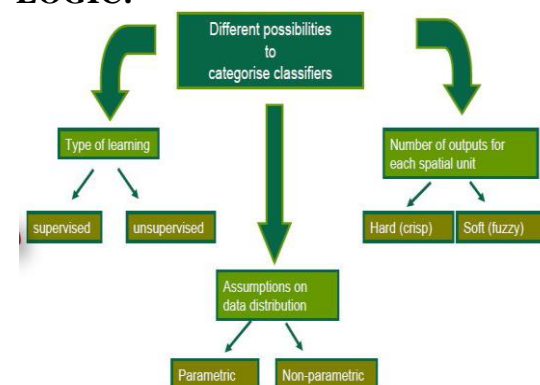 LOGIC.
Different possibilities
to
categorise classifiers
Type of learning
Number of outputs for
each spatial unit
supervised
unsupervised
Hard (crisp)
Soft (fuzzy)
Assumptions on
data distribution
Parametric
Non-parametric